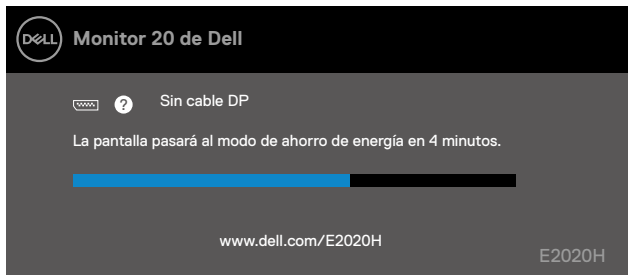 DELL
Monitor 20 de Dell
? Sin cable DP
La pantalla pasará al modo de ahorro de energía en 4 minutos.
www.dell.com/E2020H
E2020H